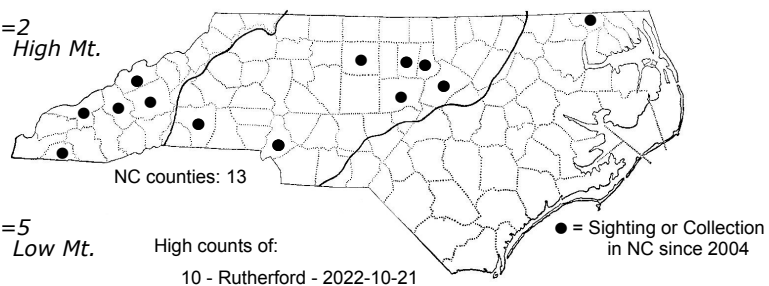 =2
High Mt.
NC counties: 13
=5
Low Mt.
High counts of:
10 - Rutherford - 2022-10-21
● = Sighting or Collection
in NC since 2004